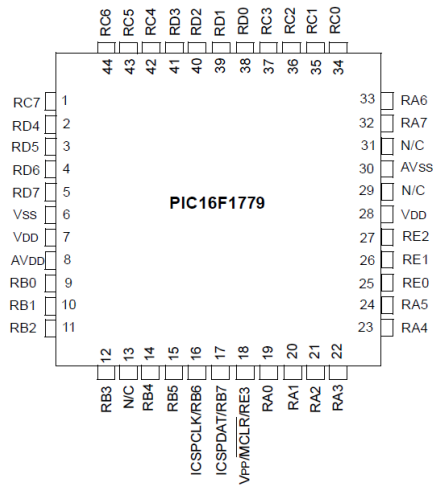 RC6 RC5 RC4 RD3 RD2 RD1 RD0 RC3 RC2 RC1 RC0
44 43 42 41 40 39 38 37 36 35 34
RC7 1 33 RA6
RD4 2 32 RA7
RD5 3 31 N/C
RD6 4 30 AVSS
RD7 5 29 N/C
PIC16F1779
VSS 6 28 VDD
VDD 7 27 RE2
AVDD 8 26 RE1
RB0 9 25 RE0
RB1 10 24 RA5
RB2 11 23 RA4
12 13 14 15 16 17 18 19 20 21 22
RB3 N/C RB4 RB5 ICSPCLK/RB6 ICSPDAT/RB7 VPP/MCLR/RE3 RA0 RA1 RA2 RA3